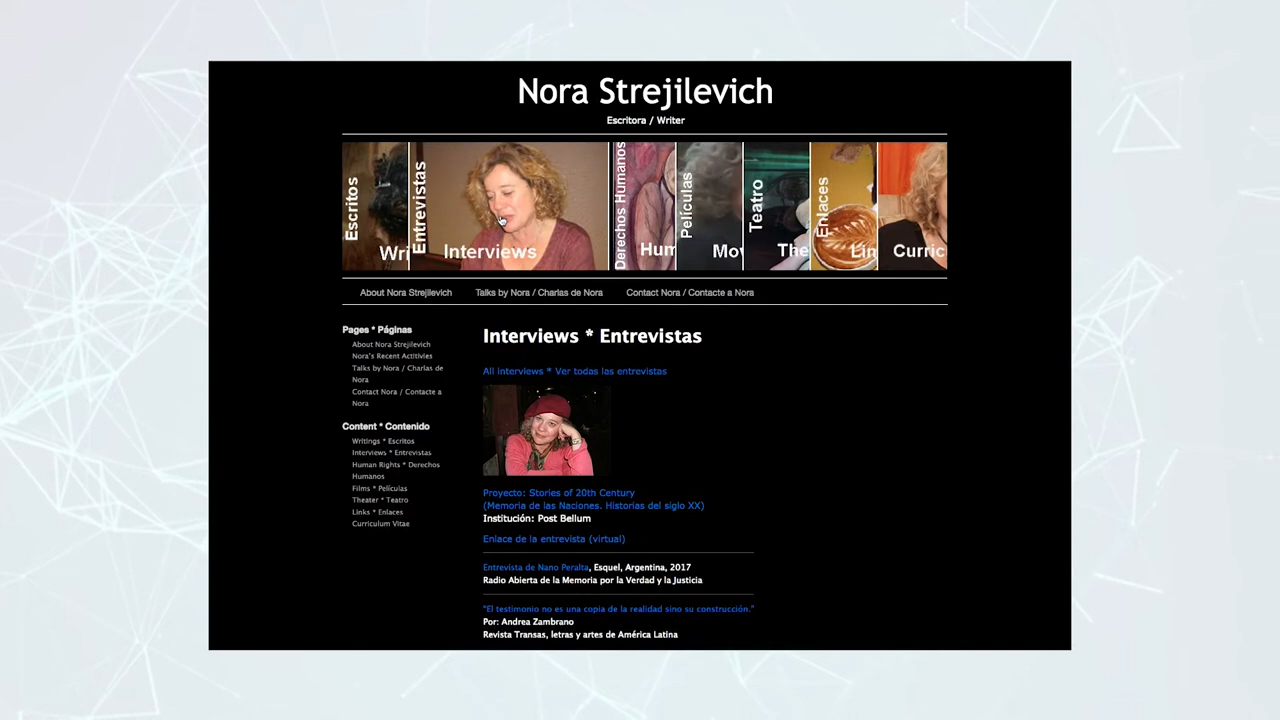 Nora Strejilevich
Escritora / Writer
Escritos
Wri
Entrevistas
Interviews
Derechos Humanos
Hum
Películas
Mov
Teatro
The
Enlaces
Lin
Curric
About Nora Strejilevich
Talks by Nora / Charlas de Nora
Contact Nora / Contacte a Nora
Pages * Páginas
About Nora Strejilevich
Nora's Recent Actitivies
Talks by Nora / Charlas de
Nora
Contact Nora / Contacte a
Nora
Content * Contenido
Writings * Escritos
Interviews * Entrevistas
Human Rights * Derechos
Humanos
Films * Películas
Theater * Teatro
Links * Enlaces
Curriculum Vitae
Interviews * Entrevistas
All interviews * Ver todas las entrevistas
Proyecto: Stories of 20th Century
(Memoria de las Naciones. Historias del siglo XX)
Institución: Post Bellum
Enlace de la entrevista (virtual)
Entrevista de Nano Peralta, Esquel, Argentina, 2017
Radio Abierta de la Memoria por la Verdad y la Justicia
"El testimonio no es una copia de la realidad sino su construcción."
Por: Andrea Zambrano
Revista Transas, letras y artes de América Latina